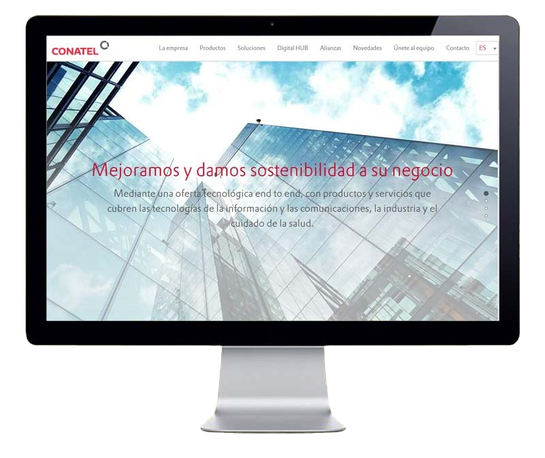 CONATEL
La empresa Productos Soluciones Digital HUB Alianzas Novedades Únete al equipo Contacto ES
Mejoramos y damos sostenibilidad a su negocio
Mediante una oferta tecnológica end to end, con productos y servicios que
cubren las tecnologías de la información y las comunicaciones, la industria y el
cuidado de la salud.